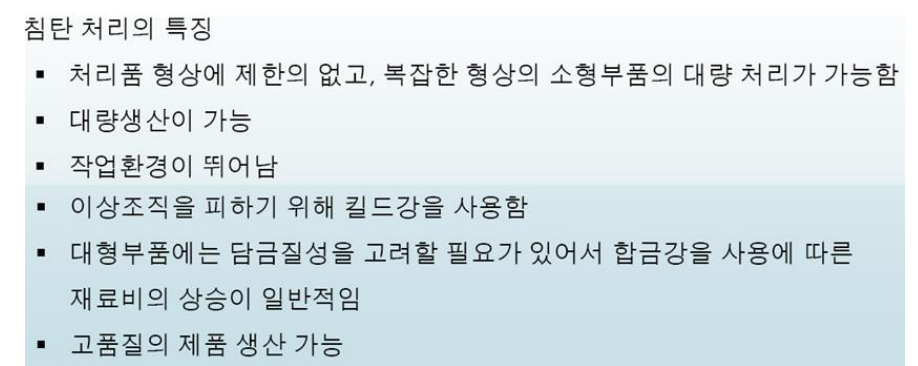 침탄 처리의 특징
▪ 처리품 형상에 제한의 없고, 복잡한 형상의 소형부품의 대량 처리가 가능함
▪ 대량생산이 가능
▪ 작업환경이 뛰어남
▪ 이상조직을 피하기 위해 킬드강을 사용함
▪ 대형부품에는 담금질성을 고려할 필요가 있어서 합금강을 사용에 따른
재료비의 상승이 일반적임
▪ 고품질의 제품 생산 가능